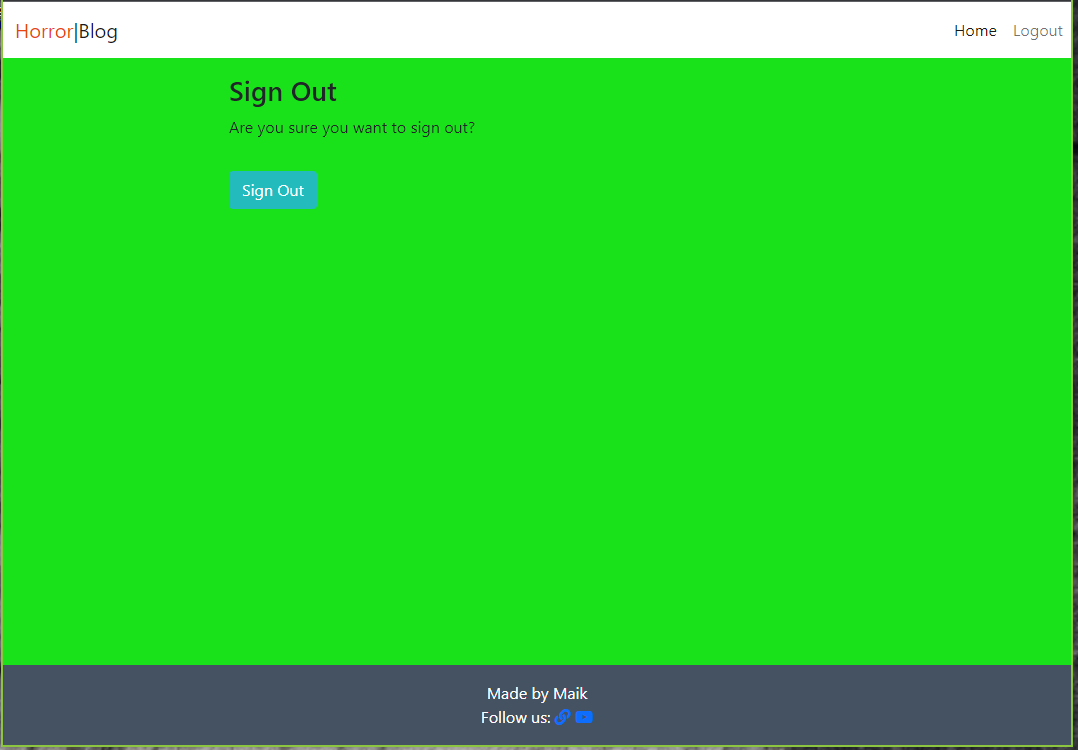 Horror|Blog
Home Logout
Sign Out
Are you sure you want to sign out?
Sign Out
Made by Maik
Follow us: